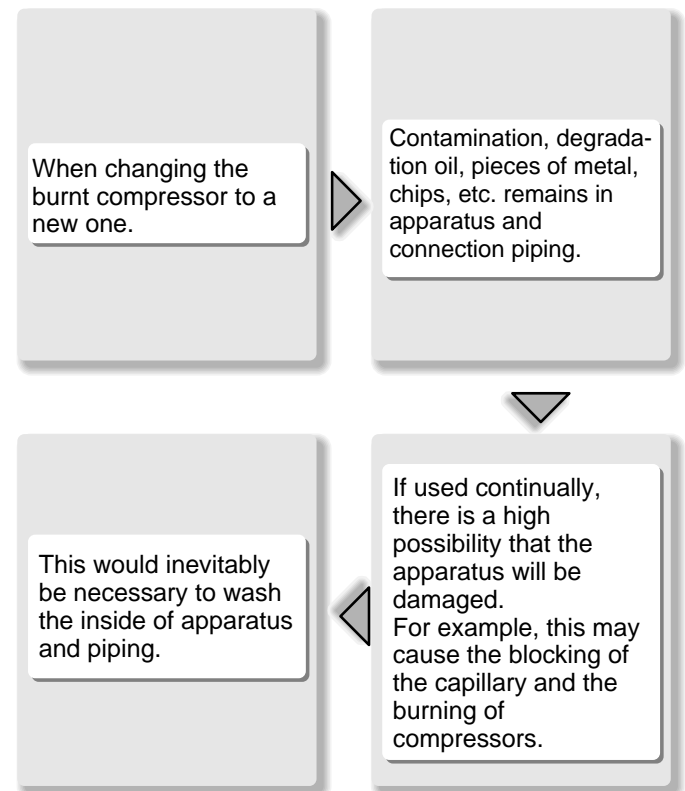 When changing the
burnt compressor to a
new one.
Contamination, degrada-
tion oil, pieces of metal,
chips, etc. remains in
apparatus and
connection piping.
If used continually,
there is a high
possibility that the
apparatus will be
damaged.
For example, this may
cause the blocking of
the capillary and the
burning of
compressors.
This would inevitably
be necessary to wash
the inside of apparatus
and piping.